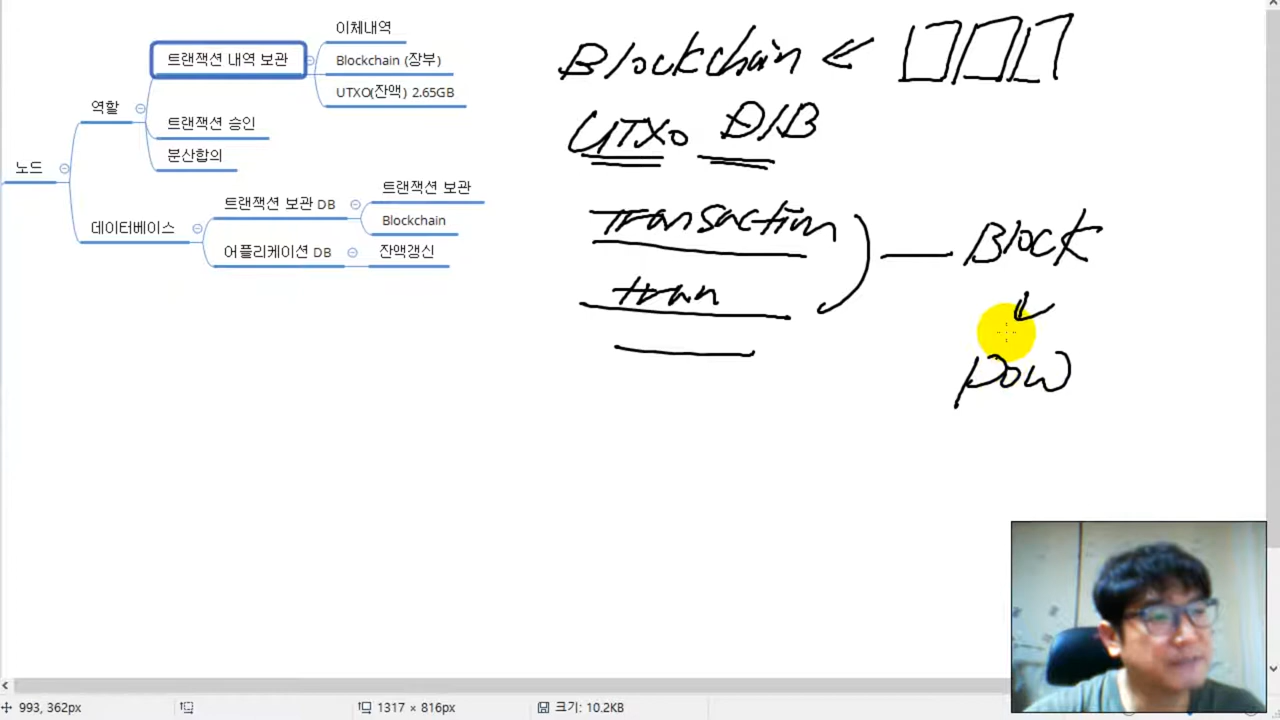 이체내역
트랜잭션 내역 보관
Blockchain (장부)
UTXO(잔액) 2.65GB
역할
트랜잭션 승인
분산합의
노드
트랜잭션 보관
트랜잭션 보관 DB
Blockchain
데이터베이스
어플리케이션 DB
잔액갱신
Blockchain <
UTXO D/B
Transaction
Block
tran
POW
993, 362px
1317 × 816px
크기: 10.2KB